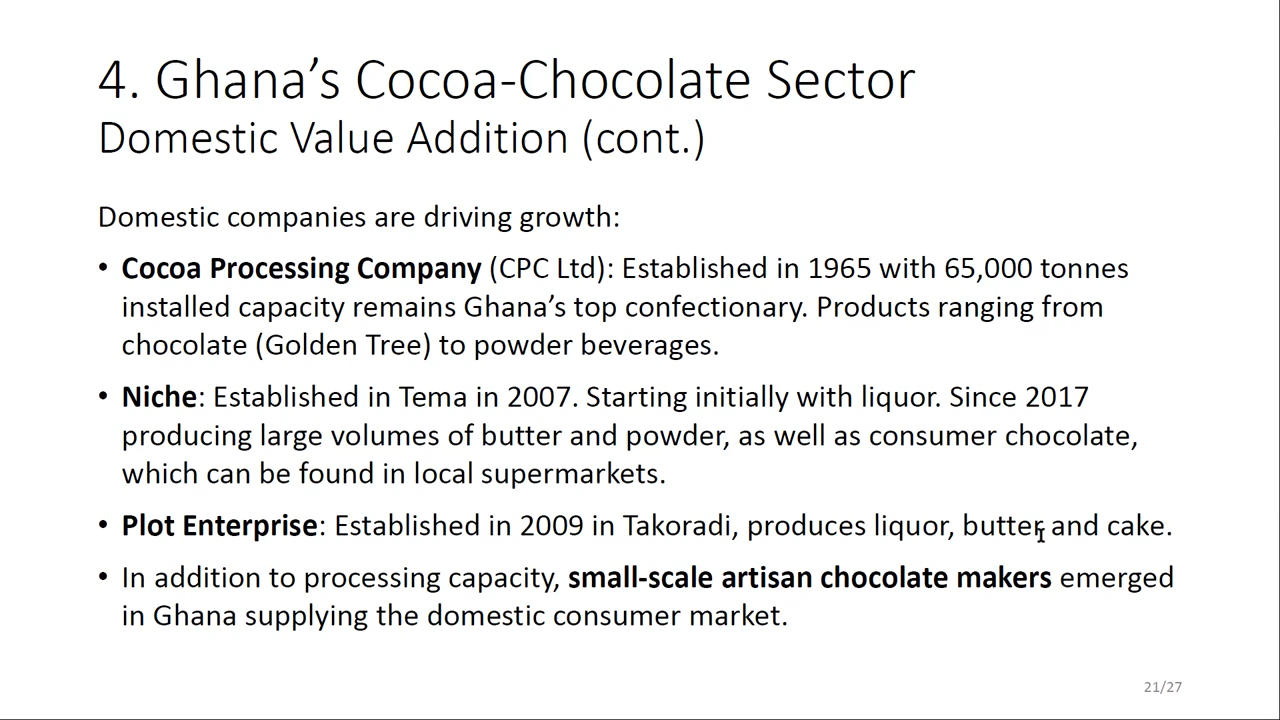 4. Ghana’s Cocoa-Chocolate Sector
Domestic Value Addition (cont.)
Domestic companies are driving growth:
• Cocoa Processing Company (CPC Ltd): Established in 1965 with 65,000 tonnes
installed capacity remains Ghana’s top confectionary. Products ranging from
chocolate (Golden Tree) to powder beverages.
• Niche: Established in Tema in 2007. Starting initially with liquor. Since 2017
producing large volumes of butter and powder, as well as consumer chocolate,
which can be found in local supermarkets.
• Plot Enterprise: Established in 2009 in Takoradi, produces liquor, butter and cake.
• In addition to processing capacity, small-scale artisan chocolate makers emerged
in Ghana supplying the domestic consumer market.
21/27